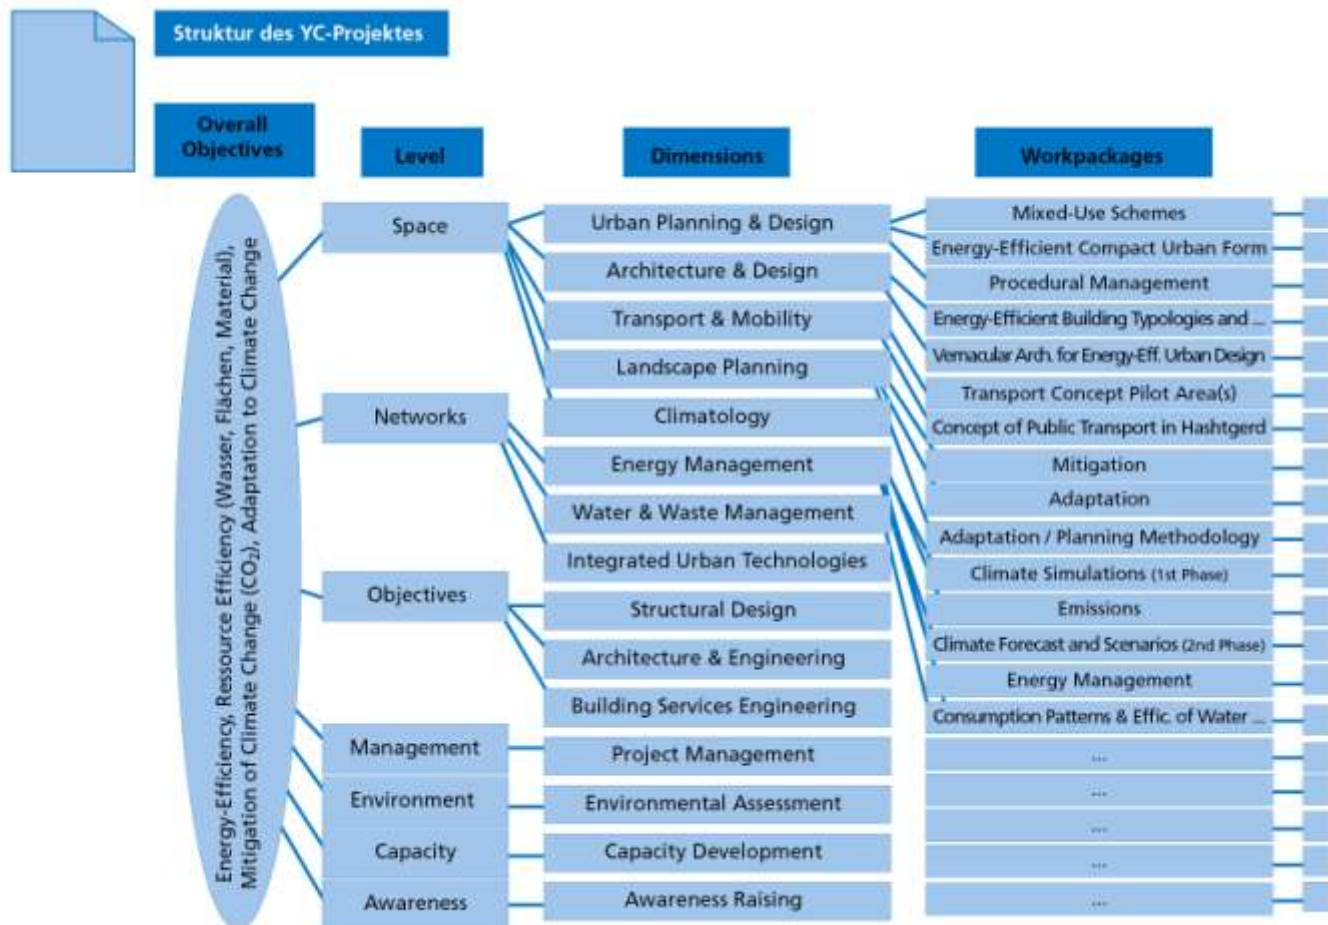 Struktur des YC-Projektes
Overall
Objectives
Level
Dimensions
Workpackages
Energy-Efficiency, Ressource Efficiency (Wasser, Flächen, Material),
Mitigation of Climate Change (CO₂), Adaptation to Climate Change
Space
Networks
Objectives
Management
Environment
Capacity
Awareness
Urban Planning & Design
Architecture & Design
Transport & Mobility
Landscape Planning
Climatology
Energy Management
Water & Waste Management
Integrated Urban Technologies
Structural Design
Architecture & Engineering
Building Services Engineering
Project Management
Environmental Assessment
Capacity Development
Awareness Raising
Mixed-Use Schemes
Energy-Efficient Compact Urban Form
Procedural Management
Energy-Efficient Building Typologies and ...
Vernacular Arch. for Energy-Eff. Urban Design
Transport Concept Pilot Area(s)
Concept of Public Transport in Hashtgerd
Mitigation
Adaptation
Adaptation / Planning Methodology
Climate Simulations (1st Phase)
Emissions
Climate Forecast and Scenarios (2nd Phase)
Energy Management
Consumption Patterns & Effic. of Water ...
...
...
...
...
...